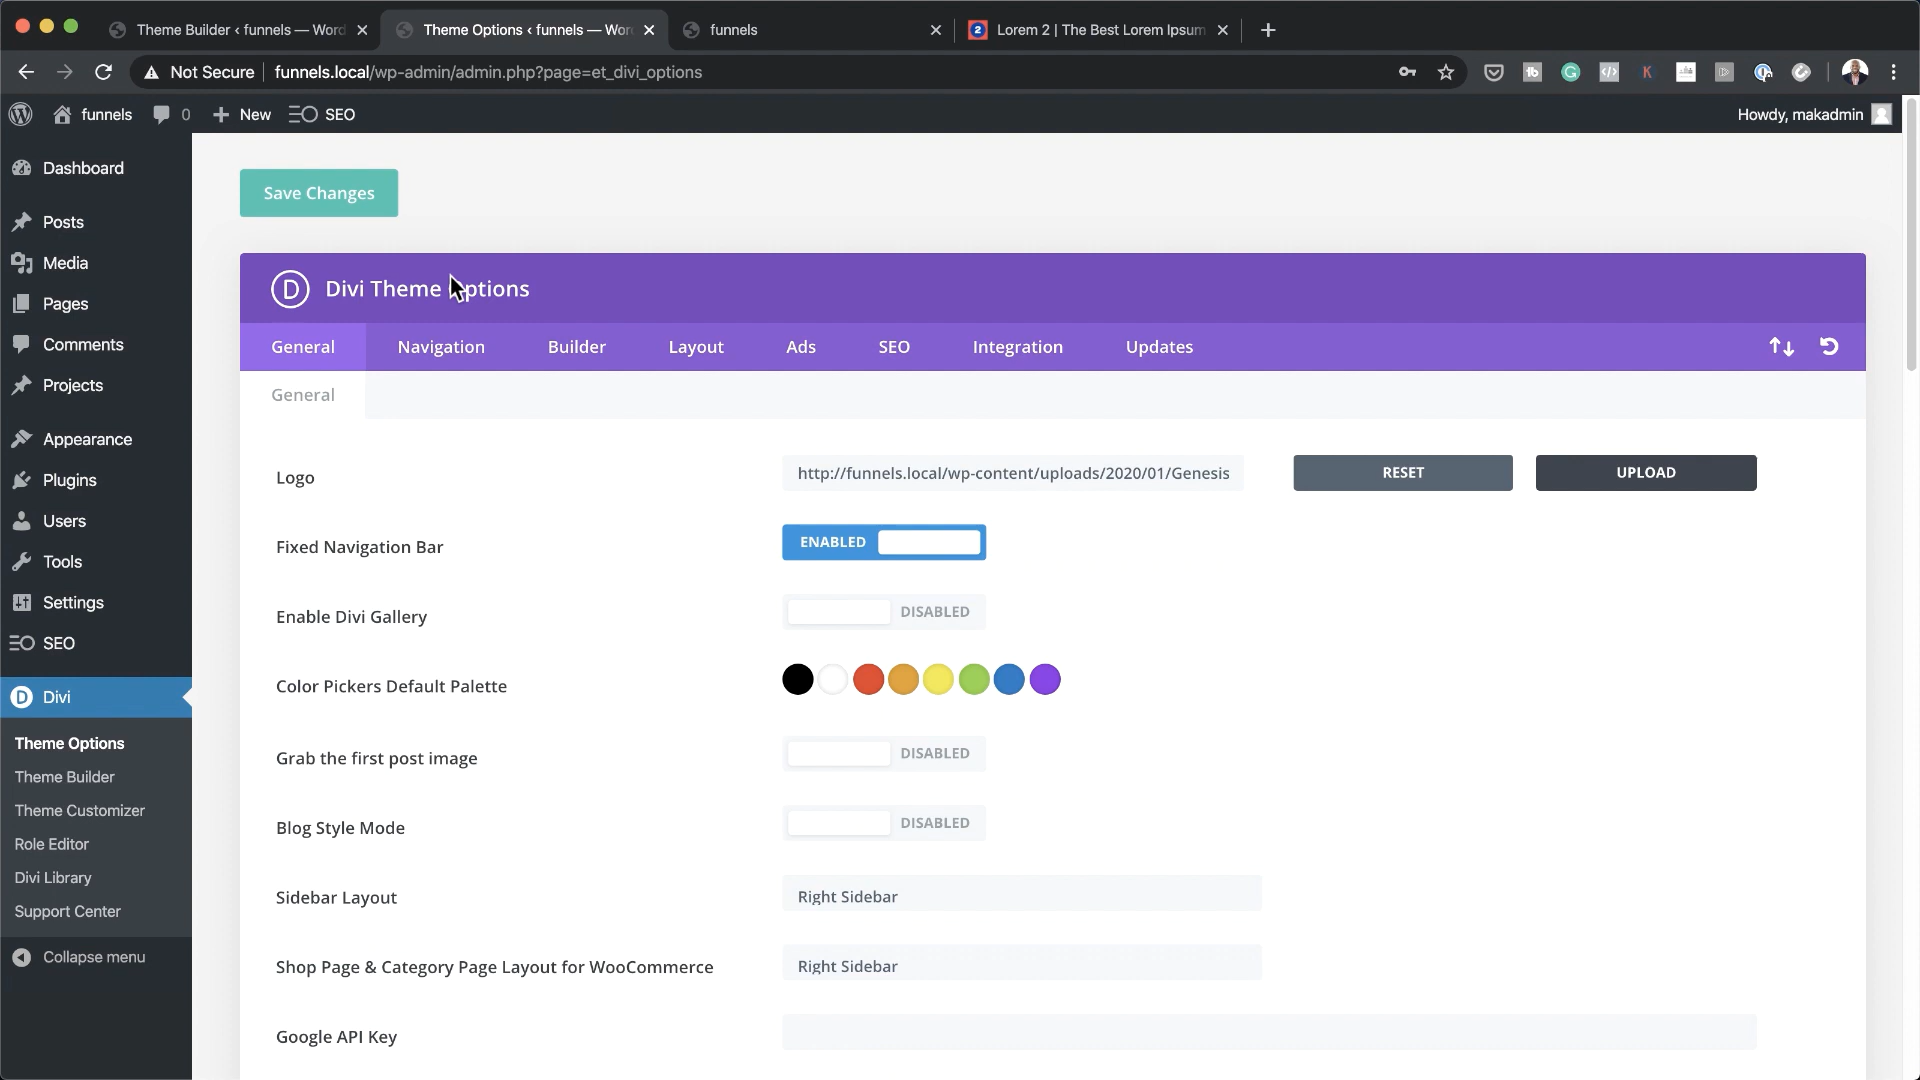 Theme Builder ‹ funnels — Word
Theme Options ‹ funnels — Wor
funnels
Lorem 2 | The Best Lorem Ipsum
Not Secure
funnels.local/wp-admin/admin.php?page=et_divi_options
funnels
0
New
SEO
Howdy, makadmin
Dashboard
Posts
Media
Pages
Comments
Projects
Appearance
Plugins
Users
Tools
Settings
SEO
Divi
Theme Options
Theme Builder
Theme Customizer
Role Editor
Divi Library
Support Center
Collapse menu
Save Changes
D
Divi Theme Options
General
Navigation
Builder
Layout
Ads
SEO
Integration
Updates
General
Logo
http://funnels.local/wp-content/uploads/2020/01/Genesis
RESET
UPLOAD
Fixed Navigation Bar
ENABLED
Enable Divi Gallery
DISABLED
Color Pickers Default Palette
Grab the first post image
DISABLED
Blog Style Mode
DISABLED
Sidebar Layout
Right Sidebar
Shop Page & Category Page Layout for WooCommerce
Right Sidebar
Google API Key